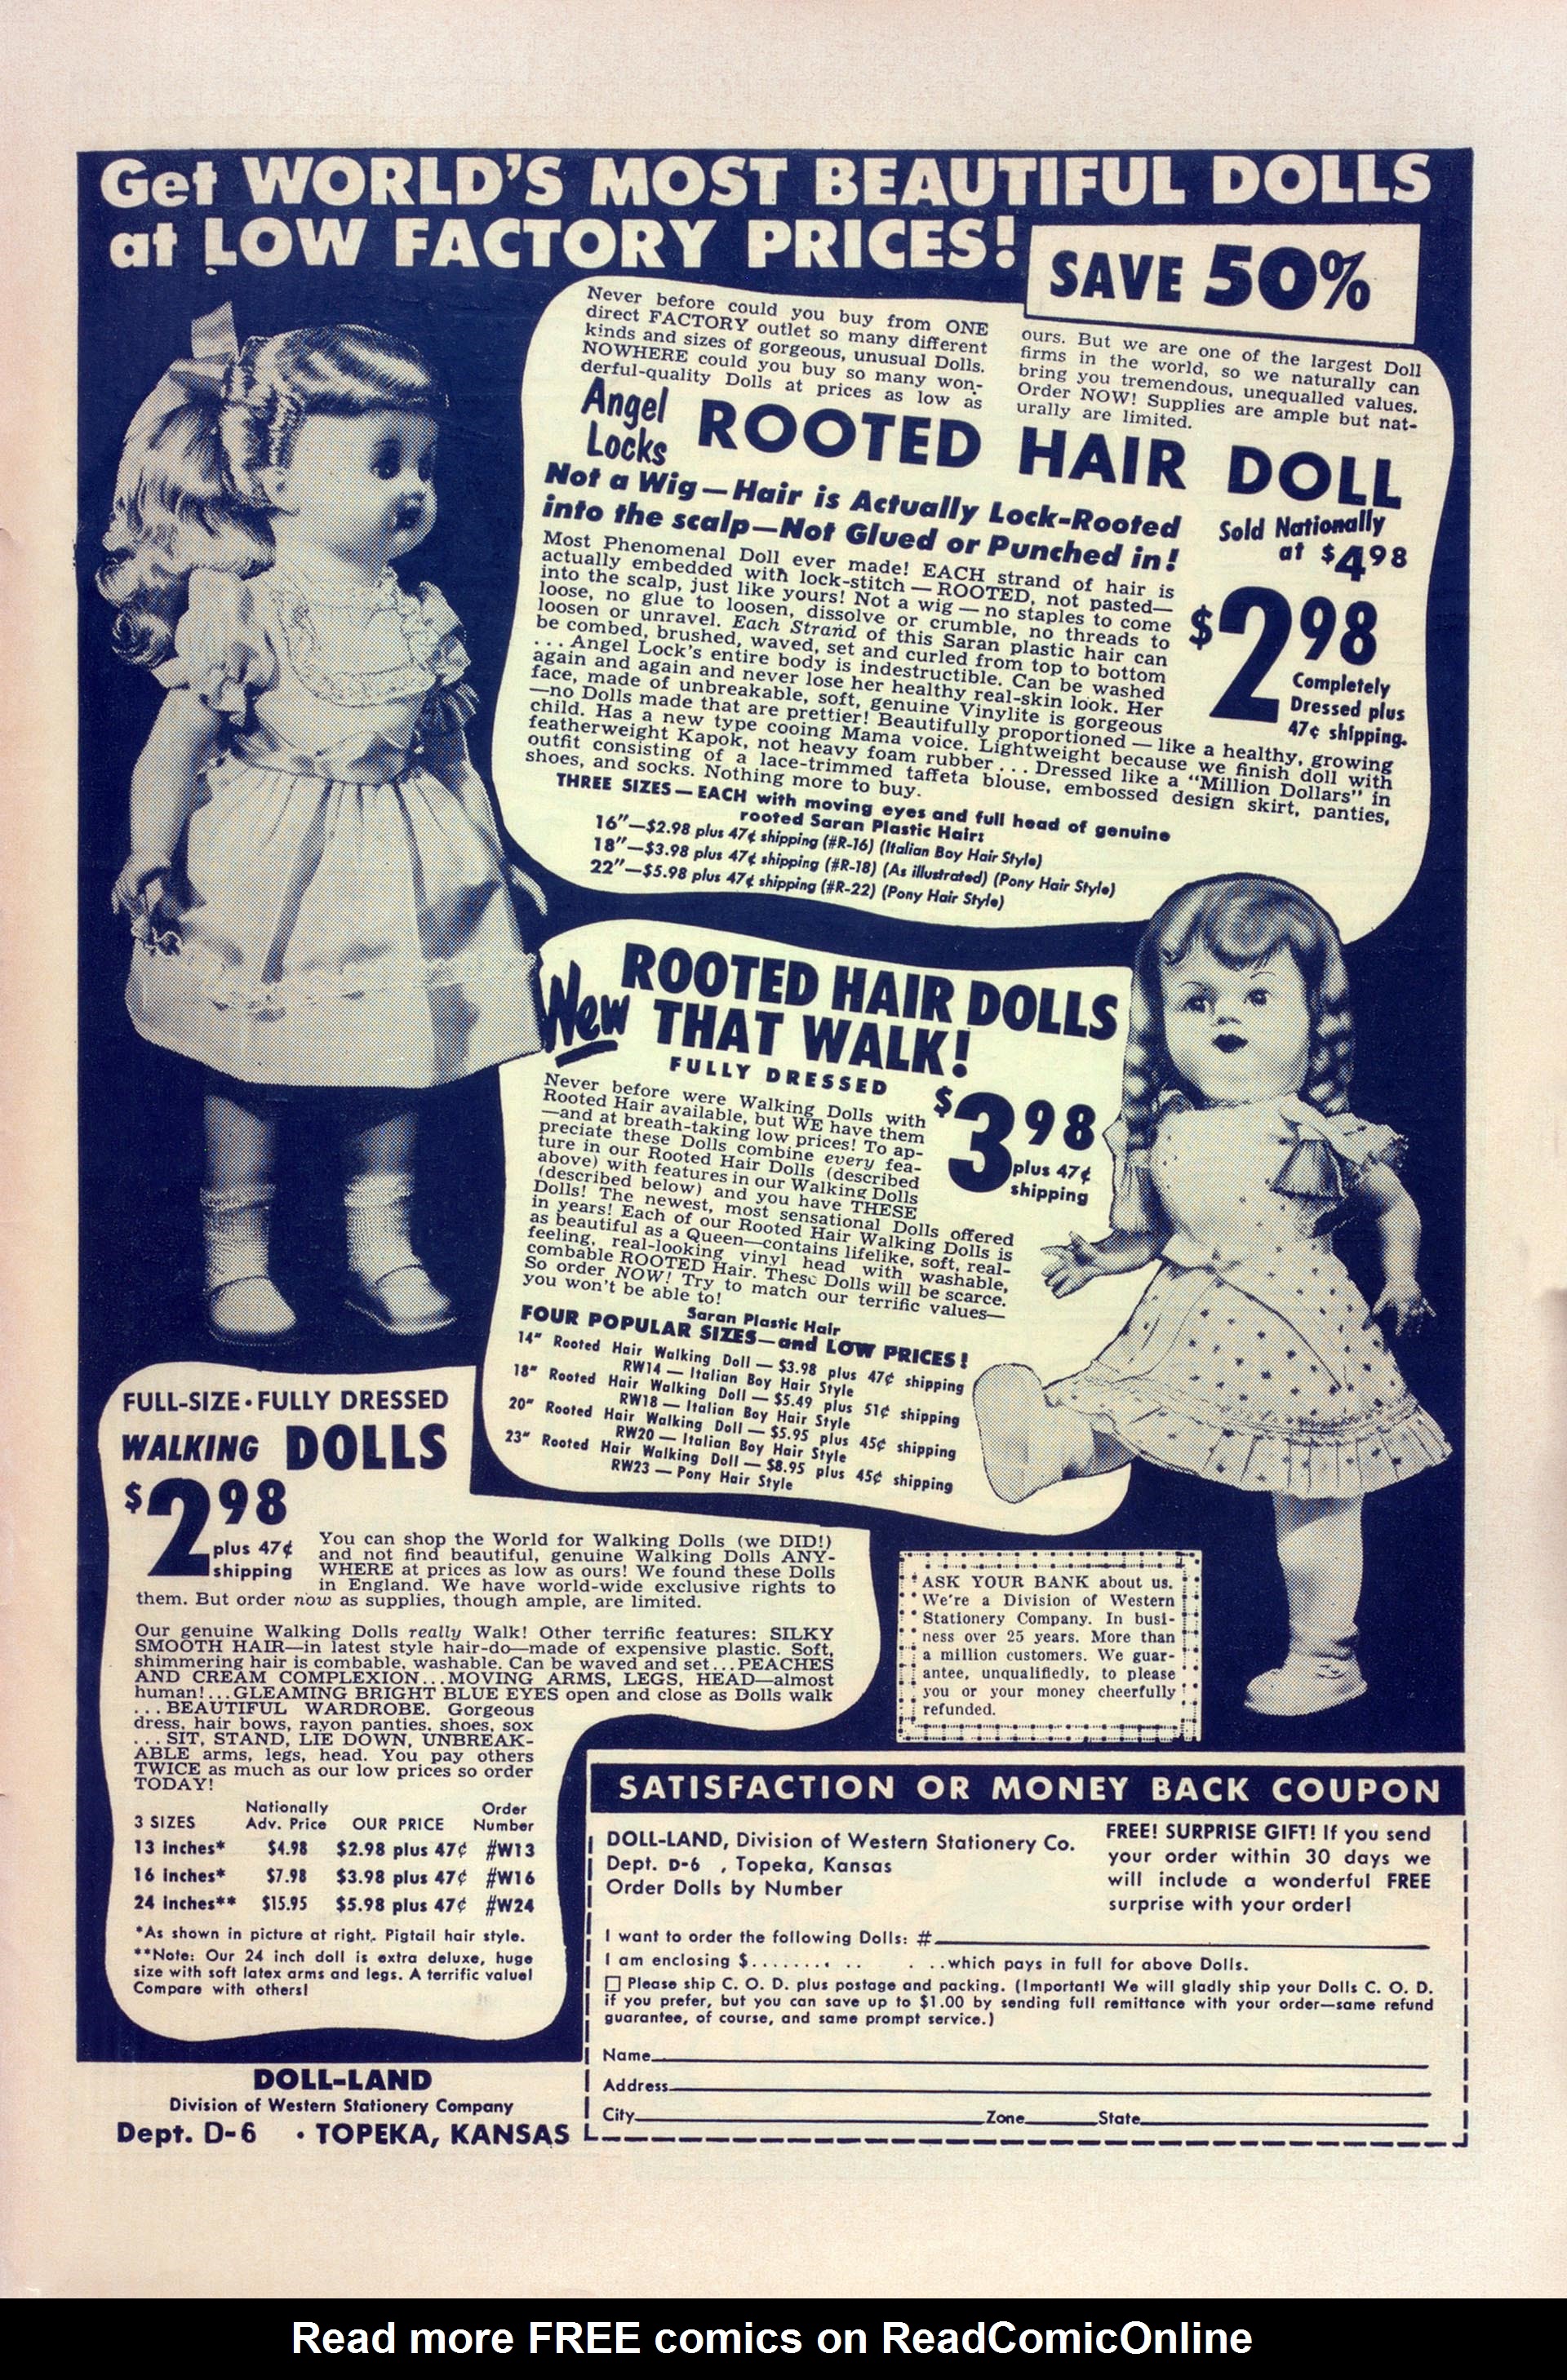 Get WORLD'S MOST BEAUTIFUL DOLLS
at LOW FACTORY PRICES!
SAVE 50%
Never before could you buy from ONE
direct FACTORY outlet so many different
kinds and sizes of gorgeous, unusual Dolls.
NOWHERE could you buy so many won-
derful-quality Dolls at prices as low as
ours. But we are one of the largest Doll
firms in the world, so we naturally can
bring you tremendous, unequalled values.
Order NOW! Supplies are ample but nat-
urally are limited.
Angel
Locks
ROOTED HAIR DOLL
Not a Wig—Hair is Actually Lock-Rooted
into the scalp—Not Glued or Punched in!
Sold Nationally
at $4.98
$2.98
Completely
Dressed plus
47¢ shipping.
Most Phenomenal Doll ever made! EACH strand of hair is
actually embedded with lock-stitch — ROOTED, not pasted—
into the scalp, just like yours! Not a wig — no staples to come
loose, no glue to loosen, dissolve or crumble, no threads to
loosen or unravel. Each Strand of this Saran plastic hair can
be combed, brushed, waved, set and curled from top to bottom
. . . Angel Lock's entire body is indestructible. Can be washed
again and again and never lose her healthy real-skin look. Her
face, made of unbreakable, soft, genuine Vinylite is gorgeous
—no Dolls made that are prettier! Beautifully proportioned — like a healthy, growing
child. Has a new type cooing Mama voice. Lightweight because we finish doll with
featherweight Kapok, not heavy foam rubber . . . Dressed like a "Million Dollars" in
outfit consisting of a lace-trimmed taffeta blouse, embossed design skirt, panties,
shoes, and socks. Nothing more to buy.
THREE SIZES — EACH with moving eyes and full head of genuine
rooted Saran Plastic Hair:
16"—$2.98 plus 47¢ shipping (#R-16) (Italian Boy Hair Style)
18"—$3.98 plus 47¢ shipping (#R-18) (As illustrated) (Pony Hair Style)
22"—$5.98 plus 47¢ shipping (#R-22) (Pony Hair Style)
New ROOTED HAIR DOLLS
THAT WALK!
FULLY DRESSED
$3.98
plus 47¢
shipping
Never before were Walking Dolls with
Rooted Hair available, but WE have them
—and at breath-taking low prices! To ap-
preciate these Dolls combine every fea-
ture in our Rooted Hair Dolls (described
above) with features in our Walking Dolls
(described below) and you have THESE
Dolls! The newest, most sensational Dolls offered
in years! Each of our Rooted Hair Walking Dolls is
as beautiful as a Queen—contains lifelike, soft, real-
feeling, real-looking vinyl head with washable,
combable ROOTED Hair. These Dolls will be scarce.
So order NOW! Try to match our terrific values—
you won't be able to!
Saran Plastic Hair
FOUR POPULAR SIZES—and LOW PRICES!
14" Rooted Hair Walking Doll — $3.98 plus 47¢ shipping
RW14 — Italian Boy Hair Style
18" Rooted Hair Walking Doll — $5.49 plus 51¢ shipping
RW18 — Italian Boy Hair Style
20" Rooted Hair Walking Doll — $5.95 plus 45¢ shipping
RW20 — Italian Boy Hair Style
23" Rooted Hair Walking Doll — $8.95 plus 45¢ shipping
RW23 — Pony Hair Style
FULL-SIZE · FULLY DRESSED
WALKING DOLLS
$2.98
plus 47¢
shipping
You can shop the World for Walking Dolls (we DID!)
and not find beautiful, genuine Walking Dolls ANY-
WHERE at prices as low as ours! We found these Dolls
in England. We have world-wide exclusive rights to
them. But order now as supplies, though ample, are limited.
Our genuine Walking Dolls really Walk! Other terrific features: SILKY
SMOOTH HAIR—in latest style hair-do—made of expensive plastic. Soft,
shimmering hair is combable, washable. Can be waved and set...PEACHES
AND CREAM COMPLEXION...MOVING ARMS, LEGS, HEAD—almost
human!...GLEAMING BRIGHT BLUE EYES open and close as Dolls walk
...BEAUTIFUL WARDROBE. Gorgeous
dress, hair bows, rayon panties, shoes, sox
...SIT, STAND, LIE DOWN, UNBREAK-
ABLE arms, legs, head. You pay others
TWICE as much as our low prices so order
TODAY!
3 SIZES Nationally Adv. Price OUR PRICE Order Number
13 inches* $4.98 $2.98 plus 47¢ #W13
16 inches* $7.98 $3.98 plus 47¢ #W16
24 inches** $15.95 $5.98 plus 47¢ #W24
*As shown in picture at right. Pigtail hair style.
**Note: Our 24 inch doll is extra deluxe, huge
size with soft latex arms and legs. A terrific value!
Compare with others!
ASK YOUR BANK about us.
We're a Division of Western
Stationery Company. In busi-
ness over 25 years. More than
a million customers. We guar-
antee, unqualifiedly, to please
you or your money cheerfully
refunded.
SATISFACTION OR MONEY BACK COUPON
DOLL-LAND, Division of Western Stationery Co.
Dept. D-6 , Topeka, Kansas
Order Dolls by Number
FREE! SURPRISE GIFT! If you send
your order within 30 days we
will include a wonderful FREE
surprise with your order!
I want to order the following Dolls: #
I am enclosing $........ .. . ..which pays in full for above Dolls.
☐ Please ship C. O. D. plus postage and packing. (Important! We will gladly ship your Dolls C. O. D.
if you prefer, but you can save up to $1.00 by sending full remittance with your order—same refund
guarantee, of course, and same prompt service.)
Name
Address
City Zone State
DOLL-LAND
Division of Western Stationery Company
Dept. D-6 • TOPEKA, KANSAS
Read more FREE comics on ReadComicOnline